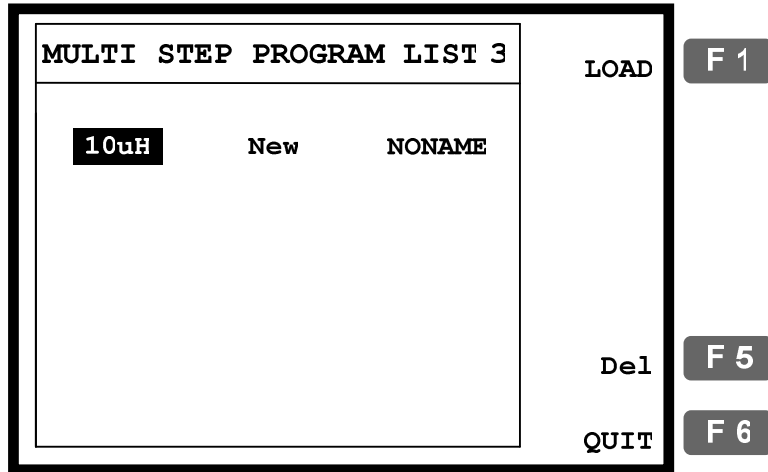 MULTI STEP PROGRAM LIST 3
LOAD
F 1
10uH New NONAME
Del
F 5
QUIT
F 6